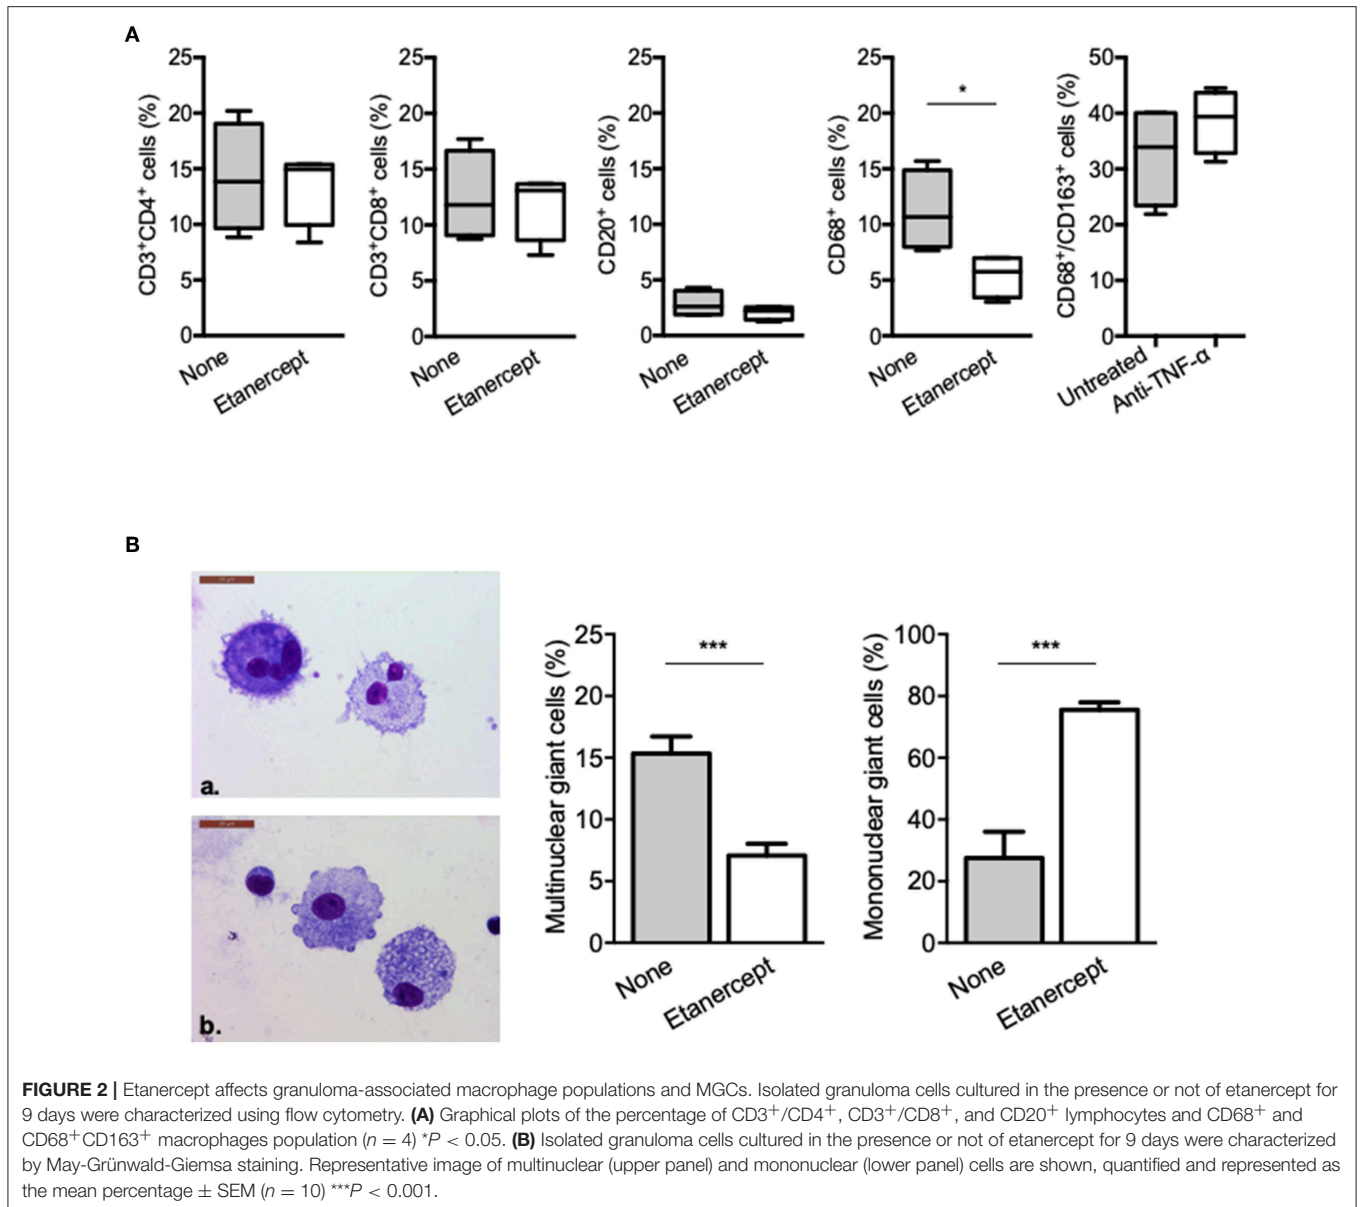 A
CD3⁺CD4⁺ cells (%)
25
20
15
10
5
0
None
Etanercept
CD3⁺CD8⁺ cells (%)
25
20
15
10
5
0
None
Etanercept
CD20⁺ cells (%)
25
20
15
10
5
0
None
Etanercept
CD68⁺ cells (%)
25
20
15
10
5
0
*
None
Etanercept
CD68⁺/CD163⁺ cells (%)
50
40
30
20
10
0
Untreated
Anti-TNF-α
B
a.
b.
Multinuclear giant cells (%)
25
20
15
10
5
0
***
None
Etanercept
Mononuclear giant cells (%)
100
80
60
40
20
0
***
None
Etanercept
FIGURE 2 | Etanercept affects granuloma-associated macrophage populations and MGCs. Isolated granuloma cells cultured in the presence or not of etanercept for
9 days were characterized using flow cytometry. (A) Graphical plots of the percentage of CD3⁺/CD4⁺, CD3⁺/CD8⁺, and CD20⁺ lymphocytes and CD68⁺ and
CD68⁺CD163⁺ macrophages population (n = 4) *P < 0.05. (B) Isolated granuloma cells cultured in the presence or not of etanercept for 9 days were characterized
by May-Grünwald-Giemsa staining. Representative image of multinuclear (upper panel) and mononuclear (lower panel) cells are shown, quantified and represented as
the mean percentage ± SEM (n = 10) ***P < 0.001.